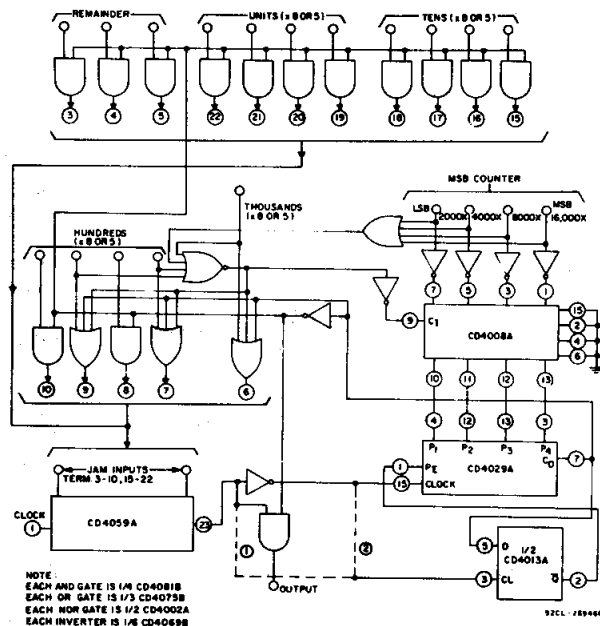 REMAINDER
UNITS (x 8 OR 5)
TENS (x 8 OR 5)
3 4 5 22 21 20 19 18 17 16 15
MSB COUNTER
THOUSANDS
(x 8 OR 5)
LSB 2000X 4000X 8000X MSB
16,000X
HUNDREDS
(x 8 OR 5)
7 5 3 1
9 C1 CD4008A
15
2
4
6
10 9 8 7 6
10 11 12 13
4 12 13 3
P1 P2 P3 P4
CO 7
1 PE
15 CLOCK
CD4029A
JAM INPUTS
TERM 3-10, 15-22
CLOCK
1
CD4059A
23
1
2
OUTPUT
5 D
1/2
CD4013A
3 CL Q 2
NOTE:
EACH AND GATE IS 1/4 CD4081B
EACH OR GATE IS 1/3 CD4075B
EACH NOR GATE IS 1/2 CD4002A
EACH INVERTER IS 1/6 CD4069B